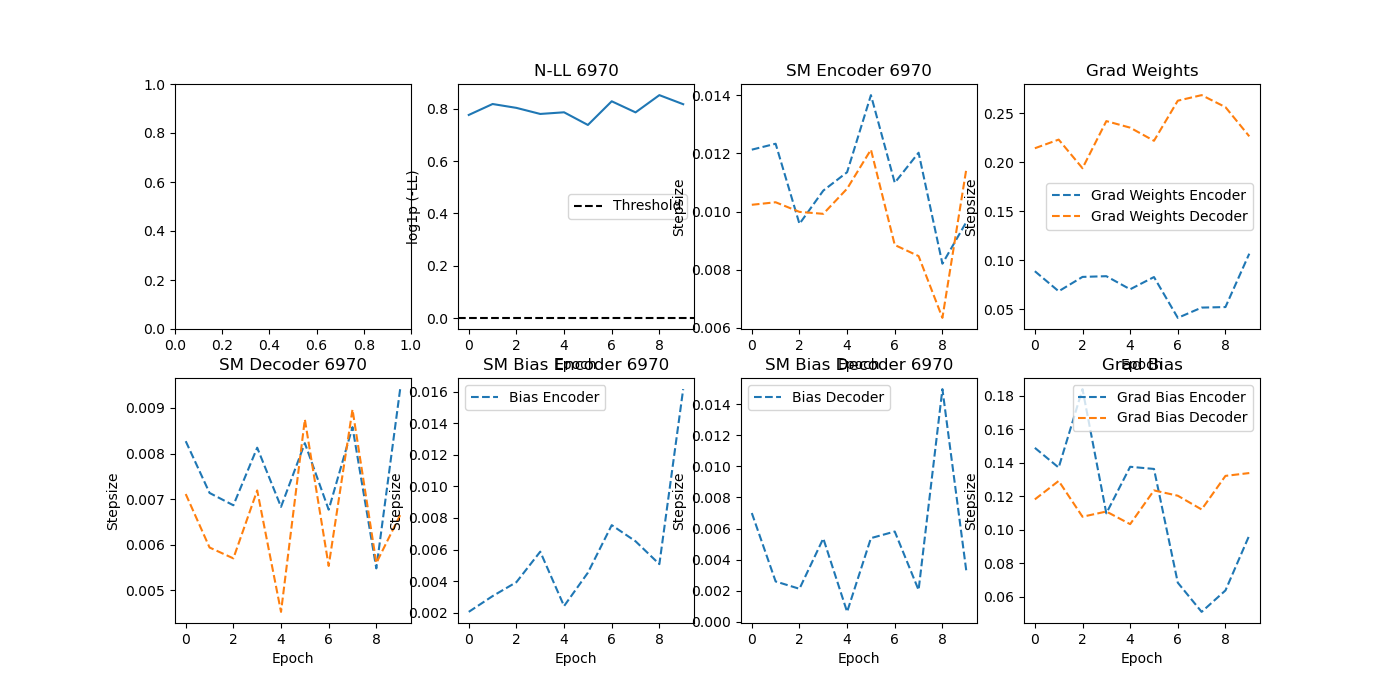 N-LL 6970
SM Encoder 6970
Grad Weights
1.0
0.8
0.6
0.4
0.2
0.0
0.0 0.2 0.4 0.6 0.8 1.0
log1p (-LL)
0.8
0.6
0.4
0.2
0.0
Threshold
0 2 4 6 8
Epoch
Stepsize
0.014
0.012
0.010
0.008
0.006
0 2 4 6 8
Epoch
Stepsize
0.25
0.20
0.15
0.10
0.05
Grad Weights Encoder
Grad Weights Decoder
0 2 4 6 8
Epoch
SM Decoder 6970
SM Bias Encoder 6970
SM Bias Decoder 6970
Grad Bias
Stepsize
0.009
0.008
0.007
0.006
0.005
0 2 4 6 8
Epoch
Stepsize
0.016
0.014
0.012
0.010
0.008
0.006
0.004
0.002
Bias Encoder
0 2 4 6 8
Epoch
Stepsize
0.014
0.012
0.010
0.008
0.006
0.004
0.002
0.000
Bias Decoder
0 2 4 6 8
Epoch
Stepsize
0.18
0.16
0.14
0.12
0.10
0.08
0.06
Grad Bias Encoder
Grad Bias Decoder
0 2 4 6 8
Epoch